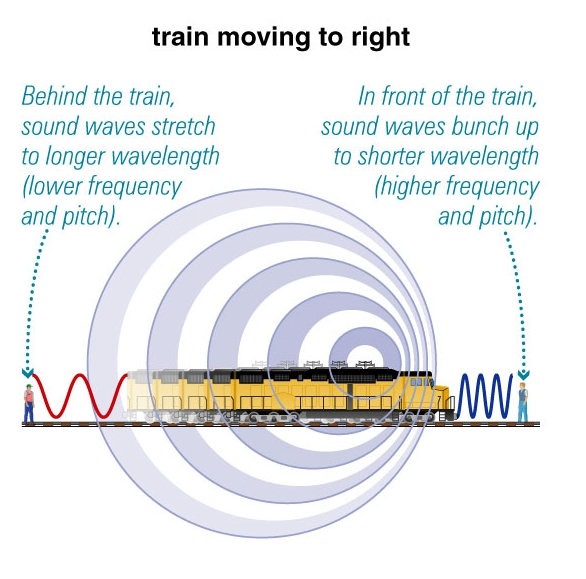 train moving to right
Behind the train,
sound waves stretch
to longer wavelength
(lower frequency
and pitch).
In front of the train,
sound waves bunch up
to shorter wavelength
(higher frequency
and pitch).